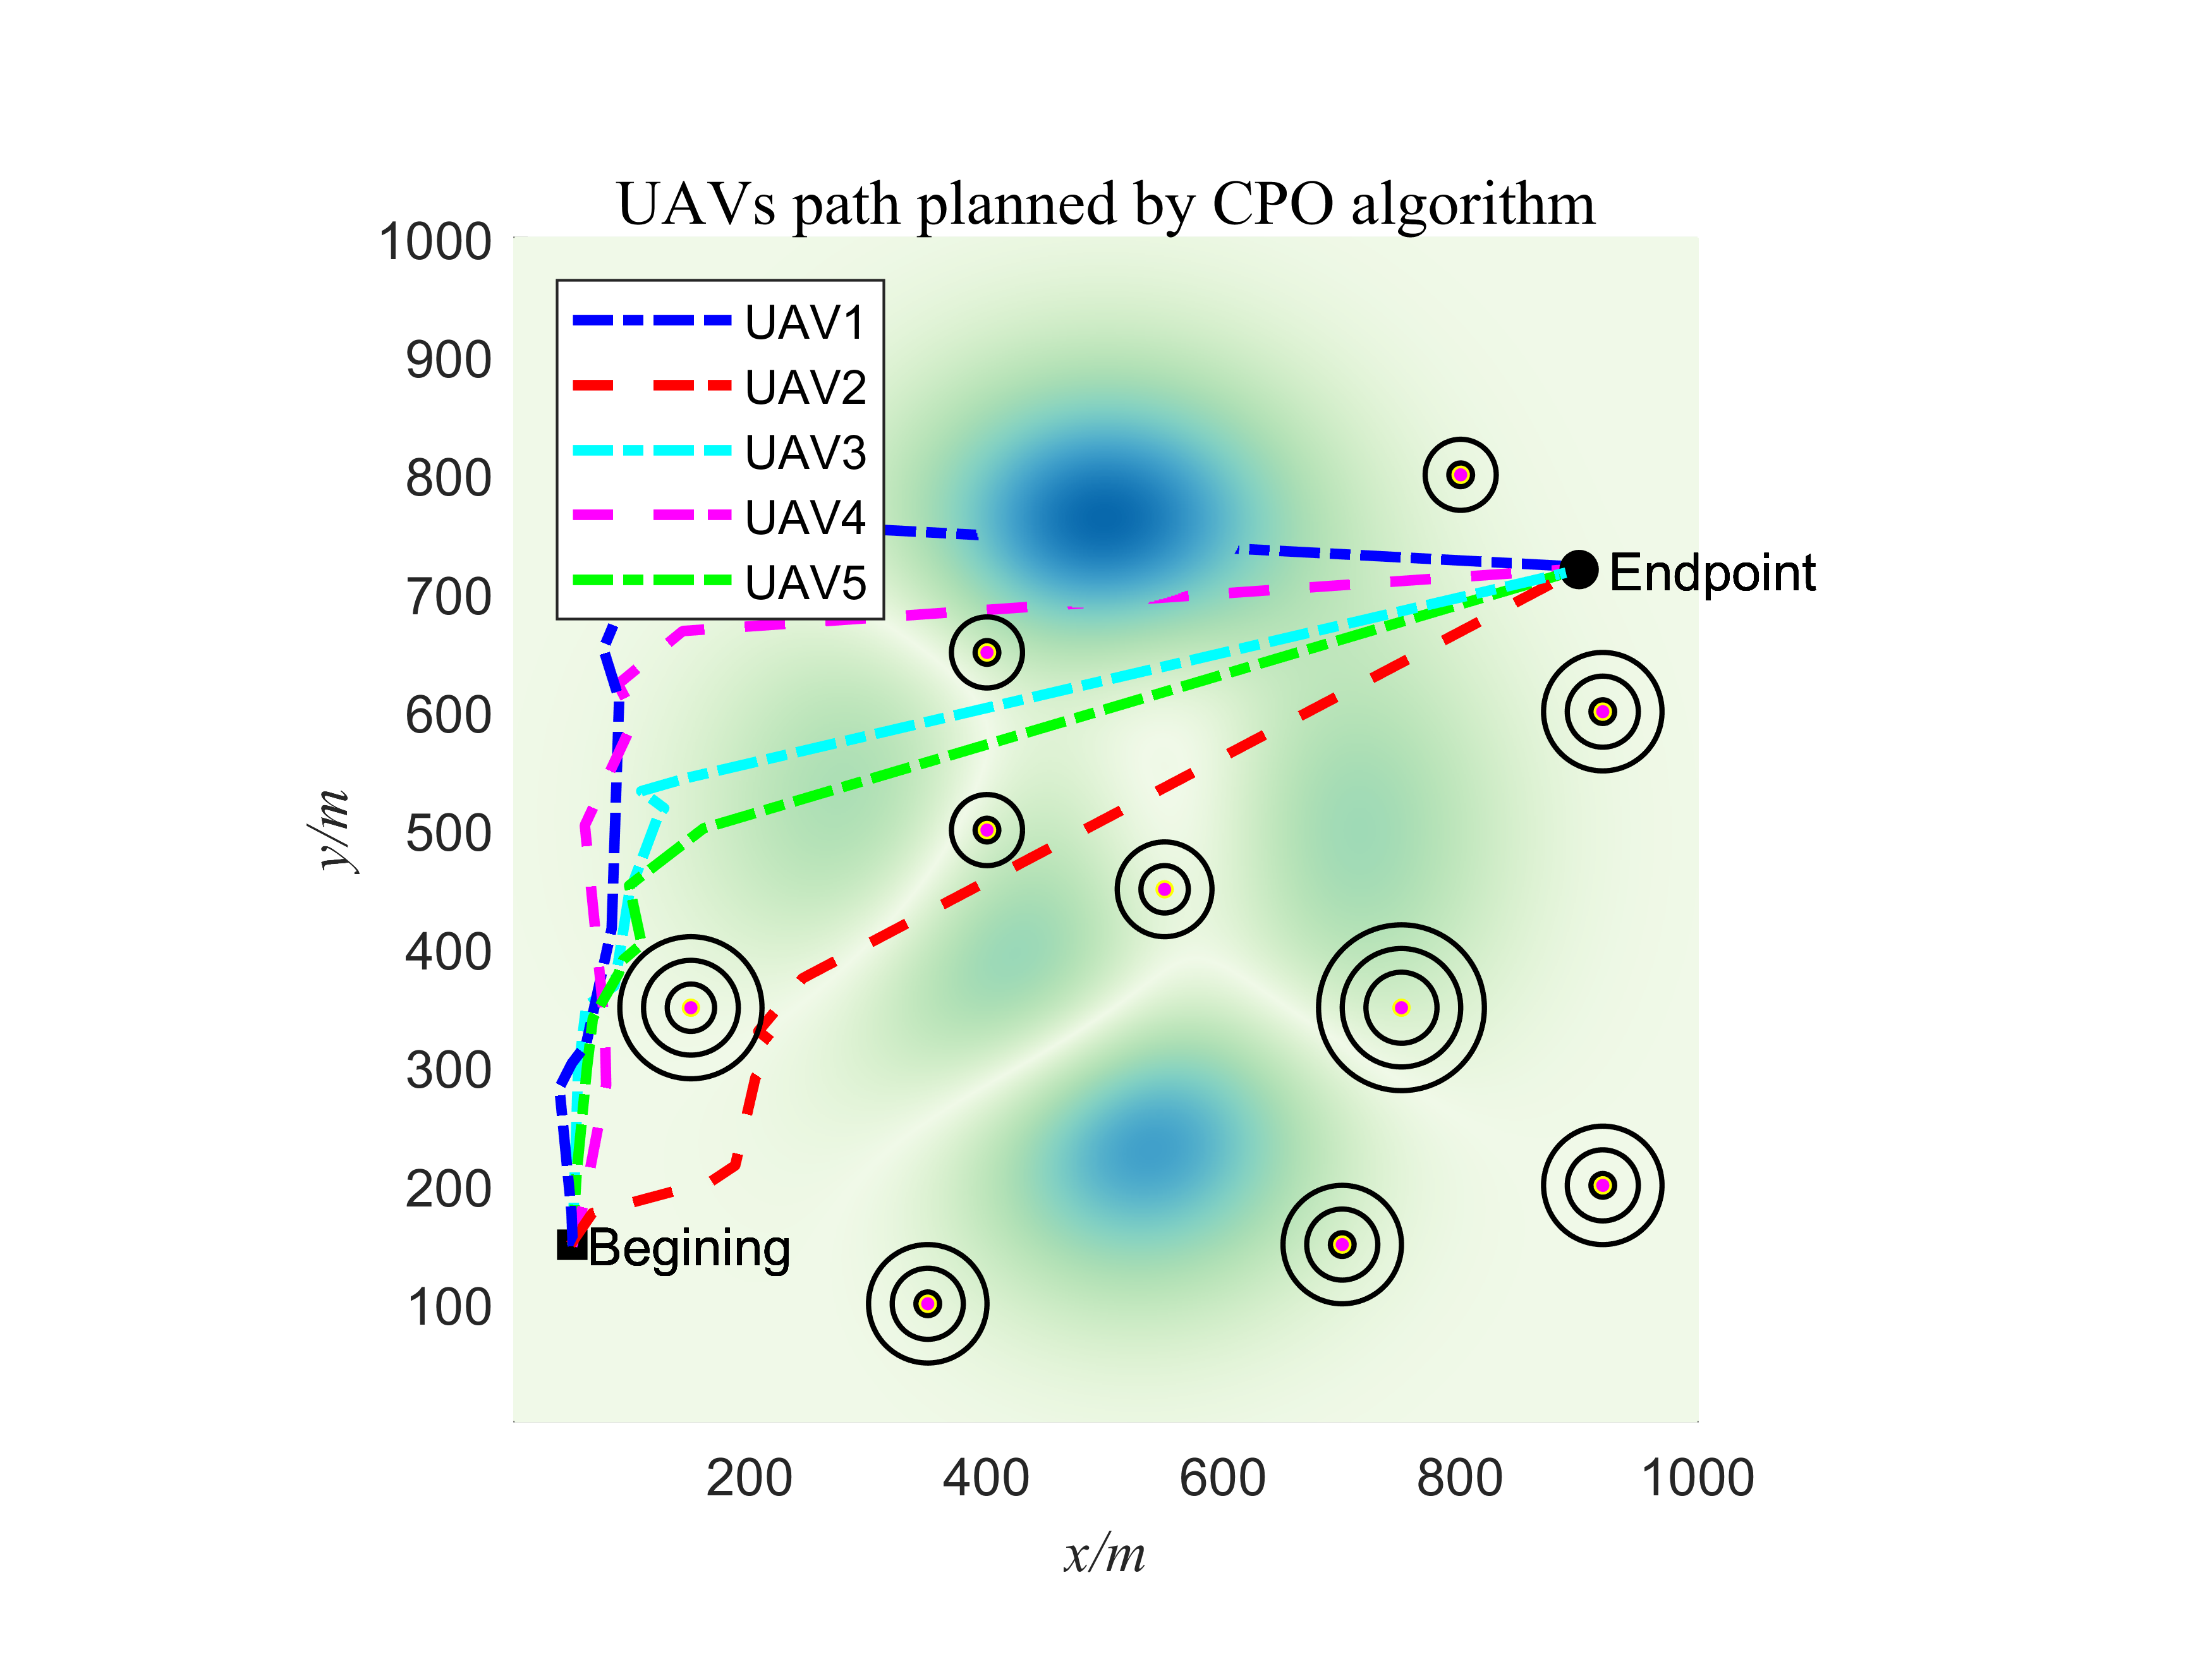 UAVs path planned by CPO algorithm
1000
900
800
700
600
500
400
300
200
100
y/m
UAV1
UAV2
UAV3
UAV4
UAV5
Endpoint
Begining
200 400 600 800 1000
x/m